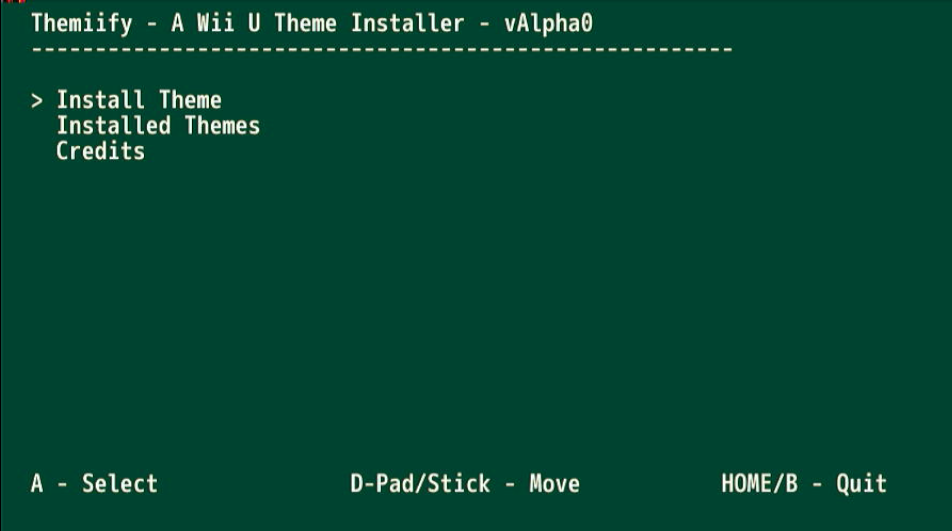 Themiify - A Wii U Theme Installer - vAlpha0
-------------------------------------------------------
> Install Theme
Installed Themes
Credits
A - Select D-Pad/Stick - Move HOME/B - Quit